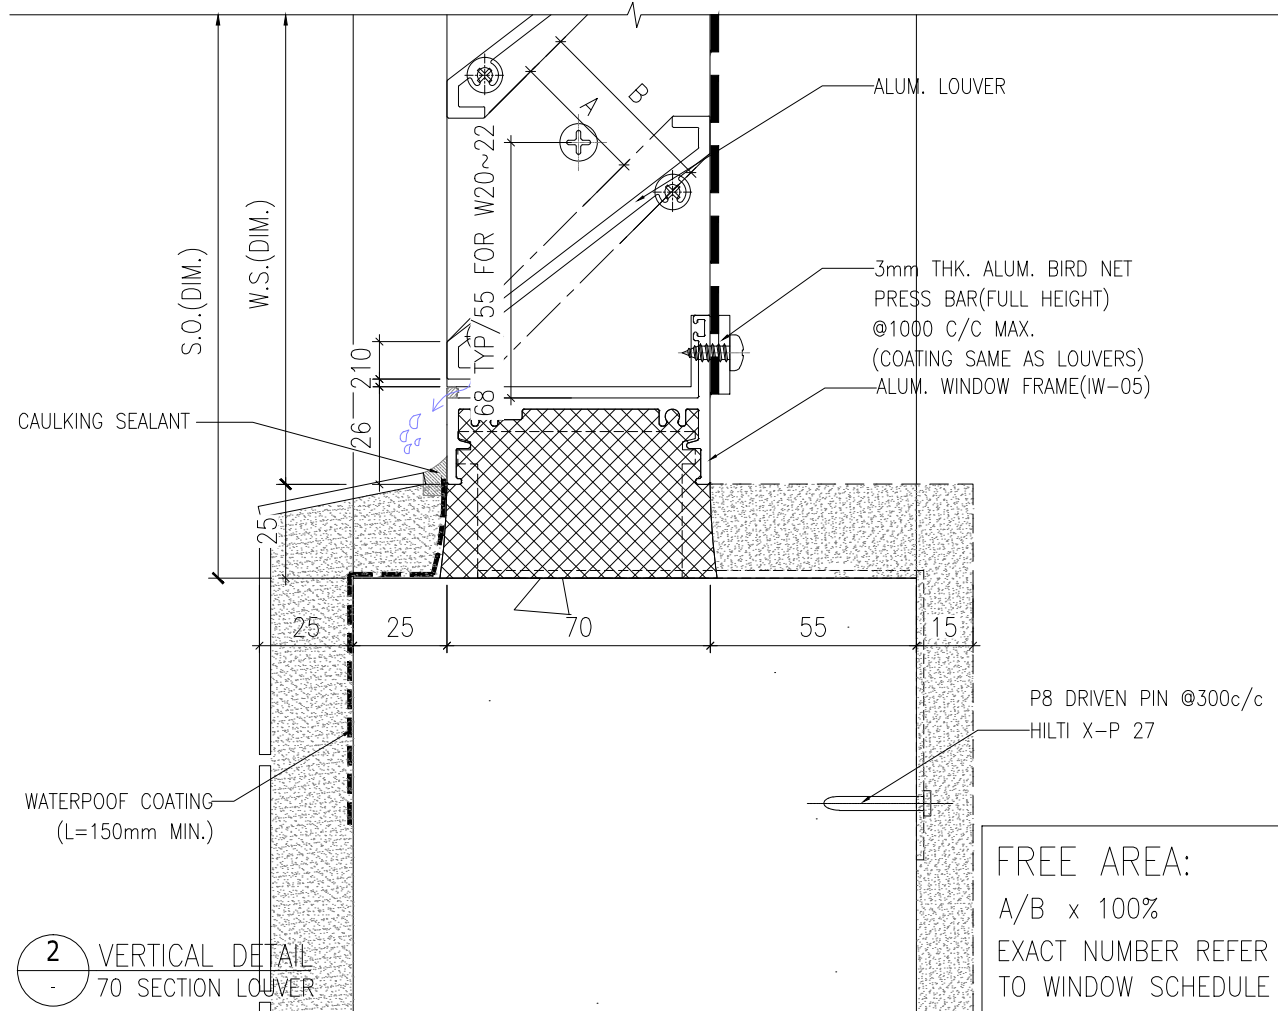 A
B
ALUM. LOUVER
S.O.(DIM.)
W.S.(DIM.)
68 TYP/55 FOR W20~22
3mm THK. ALUM. BIRD NET
PRESS BAR(FULL HEIGHT)
@1000 C/C MAX.
(COATING SAME AS LOUVERS)
ALUM. WINDOW FRAME(IW-05)
210
26
CAULKING SEALANT
25
25
25
70
55
15
P8 DRIVEN PIN @300c/c
HILTI X-P 27
WATERPOOF COATING
(L=150mm MIN.)
FREE AREA:
A/B x 100%
EXACT NUMBER REFER
TO WINDOW SCHEDULE
2
-
VERTICAL DETAIL
70 SECTION LOUVER